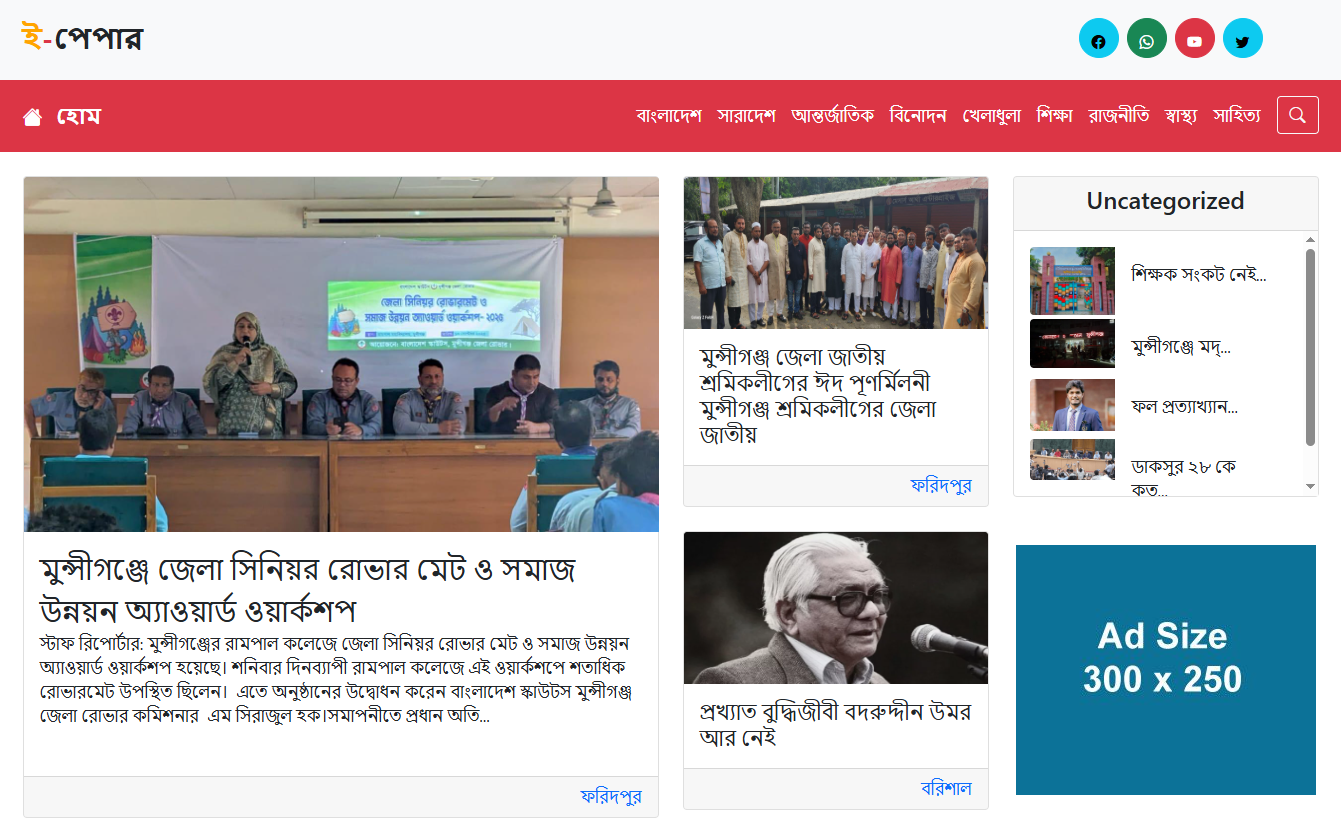 ই-পেপার
হোম
বাংলাদেশ সারাদেশ আন্তর্জাতিক বিনোদন খেলাধুলা শিক্ষা রাজনীতি স্বাস্থ্য সাহিত্য
জেলা সিনিয়র রোভারমেট ও
সমাজ উন্নয়ন অ্যাওয়ার্ড ওয়ার্কশপ- ২০২৫
আয়োজনে: বাংলাদেশ স্কাউটস, মুন্সীগঞ্জ জেলা রোভার।
মুন্সীগঞ্জে জেলা সিনিয়র রোভার মেট ও সমাজ
উন্নয়ন অ্যাওয়ার্ড ওয়ার্কশপ
স্টাফ রিপোর্টার: মুন্সীগঞ্জের রামপাল কলেজে জেলা সিনিয়র রোভার মেট ও সমাজ উন্নয়ন
অ্যাওয়ার্ড ওয়ার্কশপ হয়েছে। শনিবার দিনব্যাপী রামপাল কলেজে এই ওয়ার্কশপে শতাধিক
রোভারমেট উপস্থিত ছিলেন।  এতে অনুষ্ঠানের উদ্বোধন করেন বাংলাদেশ স্কাউটস মুন্সীগঞ্জ
জেলা রোভার কমিশনার  এম সিরাজুল হক।সমাপনীতে প্রধান অতি...
ফরিদপুর
মুন্সীগঞ্জ জেলা জাতীয়
শ্রমিকলীগের ঈদ পূণর্মিলনী
মুন্সীগঞ্জ শ্রমিকলীগের জেলা
জাতীয়
ফরিদপুর
প্রখ্যাত বুদ্ধিজীবী বদরুদ্দীন উমর
আর নেই
বরিশাল
Uncategorized
শিক্ষক সংকট নেই...
মুন্সীগঞ্জে মদ্...
ফল প্রত্যাখ্যান...
ডাকসুর ২৮ কে
কত...
Ad Size
300 x 250